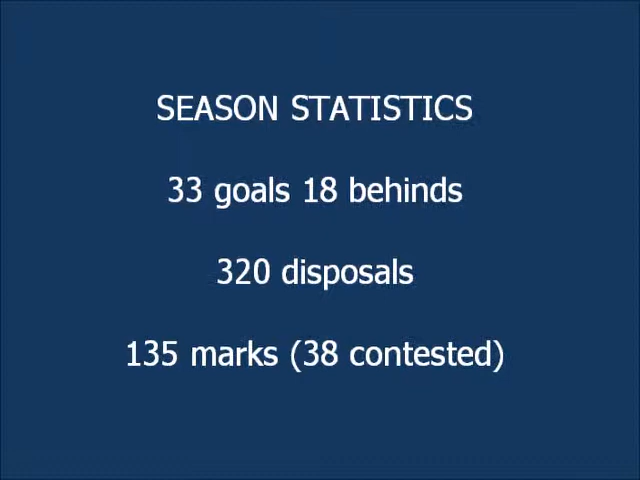 SEASON STATISTICS
33 goals 18 behinds
320 disposals
135 marks (38 contested)